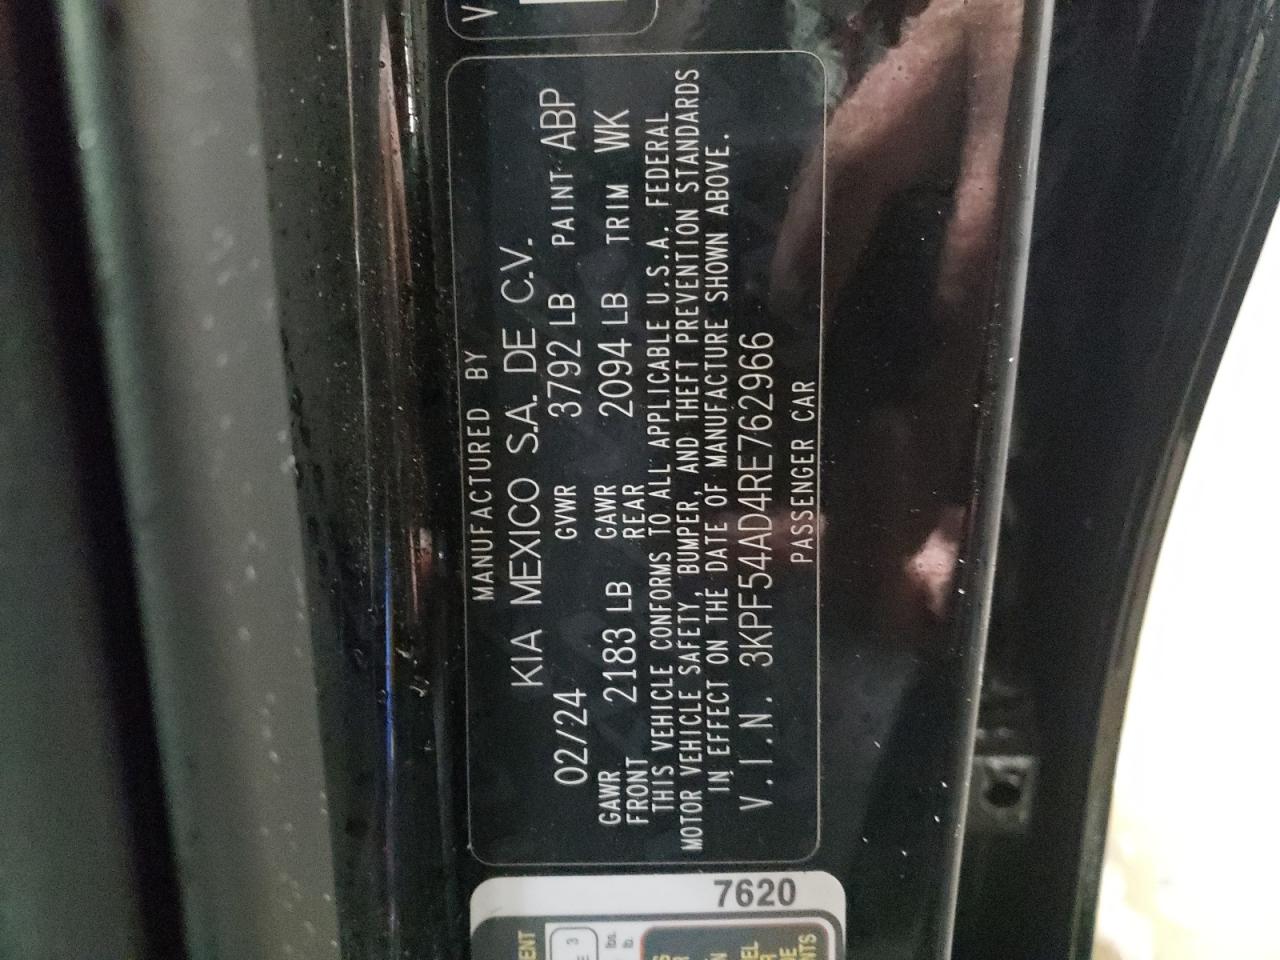 MANUFACTURED BY
KIA MEXICO S.A. DE C.V.
02/24 GVWR 3792 LB PAINT ABP
GAWR FRONT 2183 LB GAWR REAR 2094 LB TRIM WK
THIS VEHICLE CONFORMS TO ALL APPLICABLE U.S.A. FEDERAL
MOTOR VEHICLE SAFETY, BUMPER, AND THEFT PREVENTION STANDARDS
IN EFFECT ON THE DATE OF MANUFACTURE SHOWN ABOVE.
V.I.N. 3KPF54AD4RE762966
PASSENGER CAR
7620